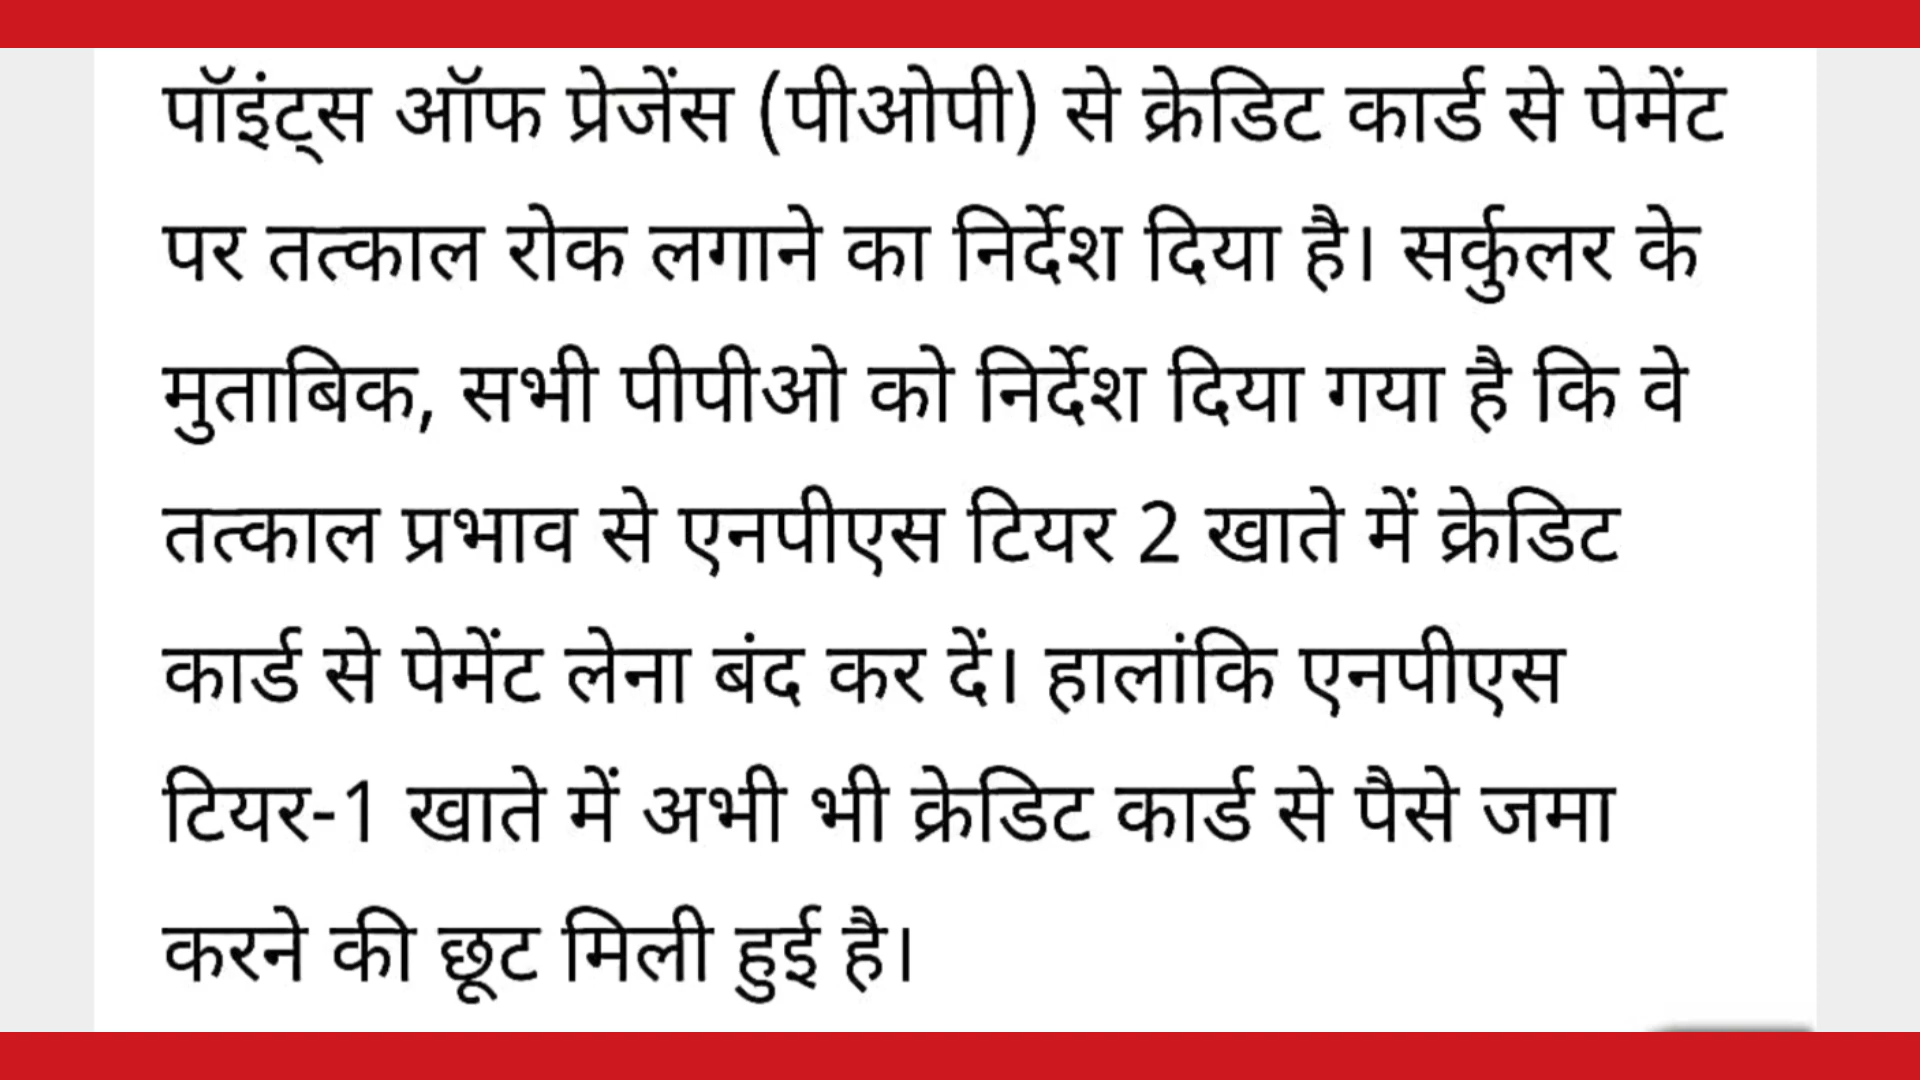 पॉइंट्स ऑफ प्रेजेंस (पीओपी) से क्रेडिट कार्ड से पेमेंट
पर तत्काल रोक लगाने का निर्देश दिया है। सर्कुलर के
मुताबिक, सभी पीपीओ को निर्देश दिया गया है कि वे
तत्काल प्रभाव से एनपीएस टियर 2 खाते में क्रेडिट
कार्ड से पेमेंट लेना बंद कर दें। हालांकि एनपीएस
टियर-1 खाते में अभी भी क्रेडिट कार्ड से पैसे जमा
करने की छूट मिली हुई है।